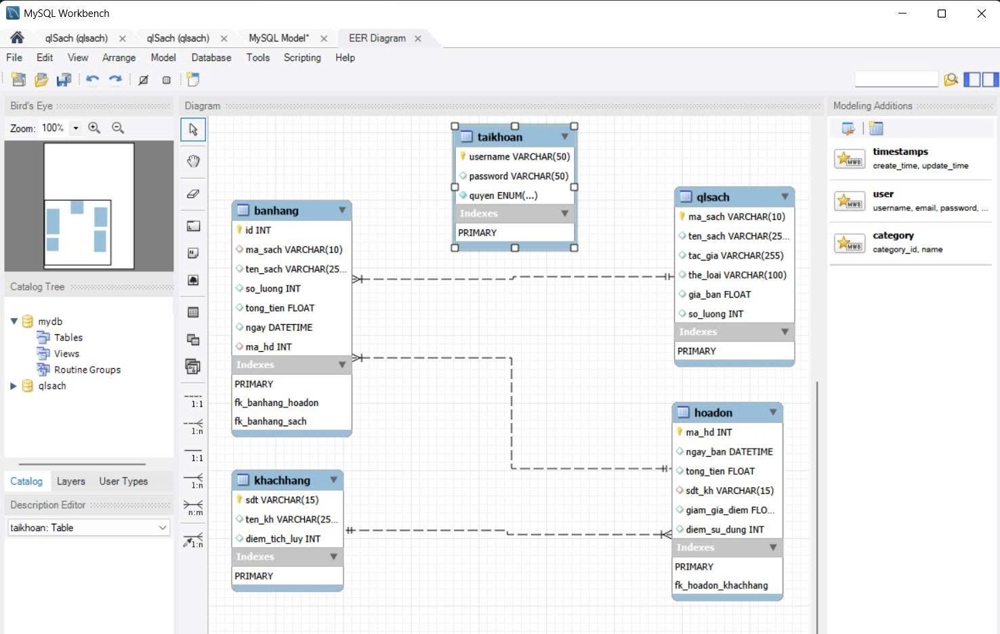 MySQL Workbench
qlSach (qlsach)
qlSach (qlsach)
MySQL Model*
EER Diagram
File Edit View Arrange Model Database Tools Scripting Help
Bird's Eye
Zoom: 100%
Catalog Tree
mydb
Tables
Views
Routine Groups
qlsach
Catalog Layers User Types
Description Editor
taikhoan: Table
Diagram
1:1
1:n
1:1
1:n
n:m
1:n
taikhoan
username VARCHAR(50)
password VARCHAR(50)
quyen ENUM(...)
Indexes
PRIMARY
banhang
id INT
ma_sach VARCHAR(10)
ten_sach VARCHAR(25...
so_luong INT
tong_tien FLOAT
ngay DATETIME
ma_hd INT
Indexes
PRIMARY
fk_banhang_hoadon
fk_banhang_sach
qlsach
ma_sach VARCHAR(10)
ten_sach VARCHAR(25...
tac_gia VARCHAR(255)
the_loai VARCHAR(100)
gia_ban FLOAT
so_luong INT
Indexes
PRIMARY
khachhang
sdt VARCHAR(15)
ten_kh VARCHAR(25...
diem_tich_luy INT
Indexes
PRIMARY
hoadon
ma_hd INT
ngay_ban DATETIME
tong_tien FLOAT
sdt_kh VARCHAR(15)
giam_gia_diem FLO...
diem_su_dung INT
Indexes
PRIMARY
fk_hoadon_khachhang
Modeling Additions
MWB
timestamps
create_time, update_time
MWB
user
username, email, password, ...
MWB
category
category_id, name